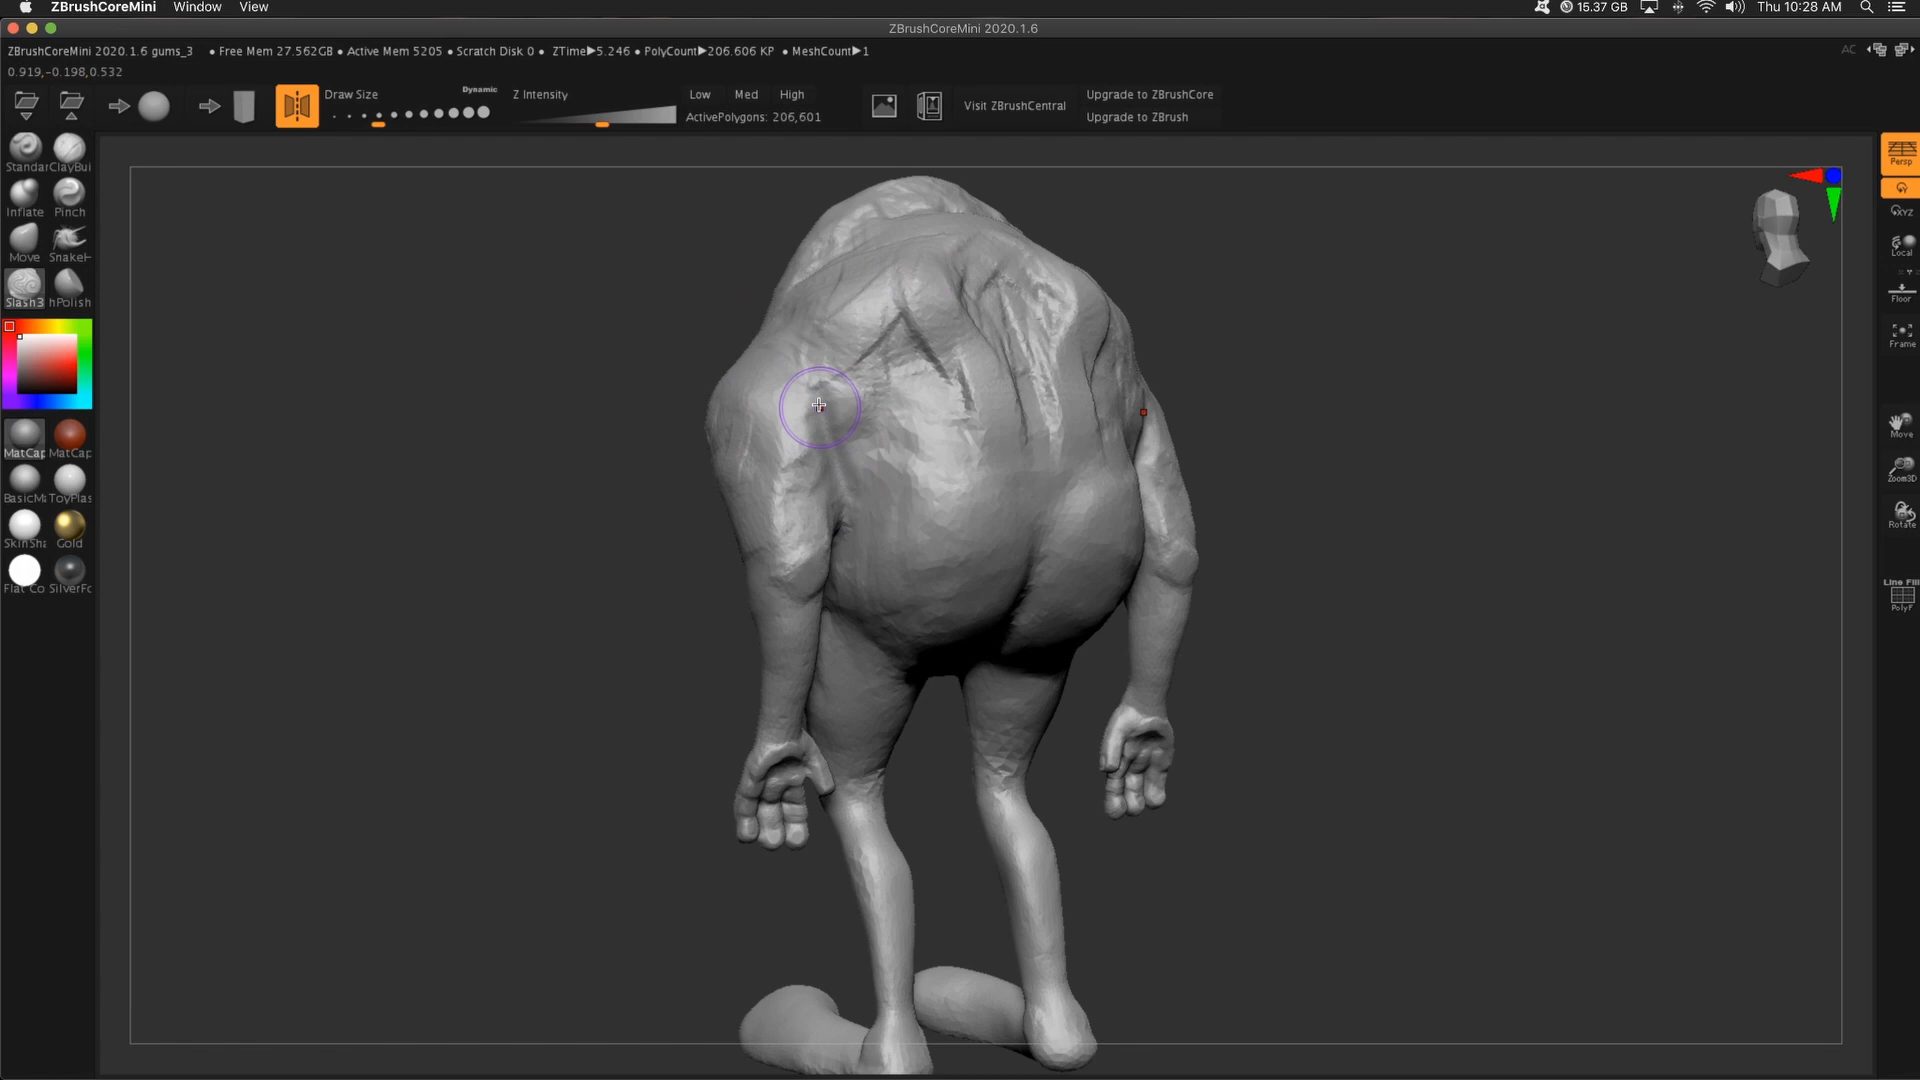 ZBrushCoreMini Window View 15.37 GB Thu 10:28 AM
ZBrushCoreMini 2020.1.6
ZBrushCoreMini 2020.1.6 gums_3 • Free Mem 27.562GB • Active Mem 5205 • Scratch Disk 0 • ZTime▶5.246 • PolyCount▶206.606 KP • MeshCount▶1 AC
0.919,-0.198,0.532
Draw Size Dynamic Z Intensity Low Med High
ActivePolygons: 206,601
Visit ZBrushCentral
Upgrade to ZBrushCore
Upgrade to ZBrush
Standar ClayBui
Inflate Pinch
Move SnakeH
Slash3 hPolish
MatCap MatCap
BasicMa ToyPlas
SkinSha Gold
Flat Co SilverFo
Persp
XYZ
Local
Floor
Frame
Move
Zoom3D
Rotate
Line Fill
PolyF